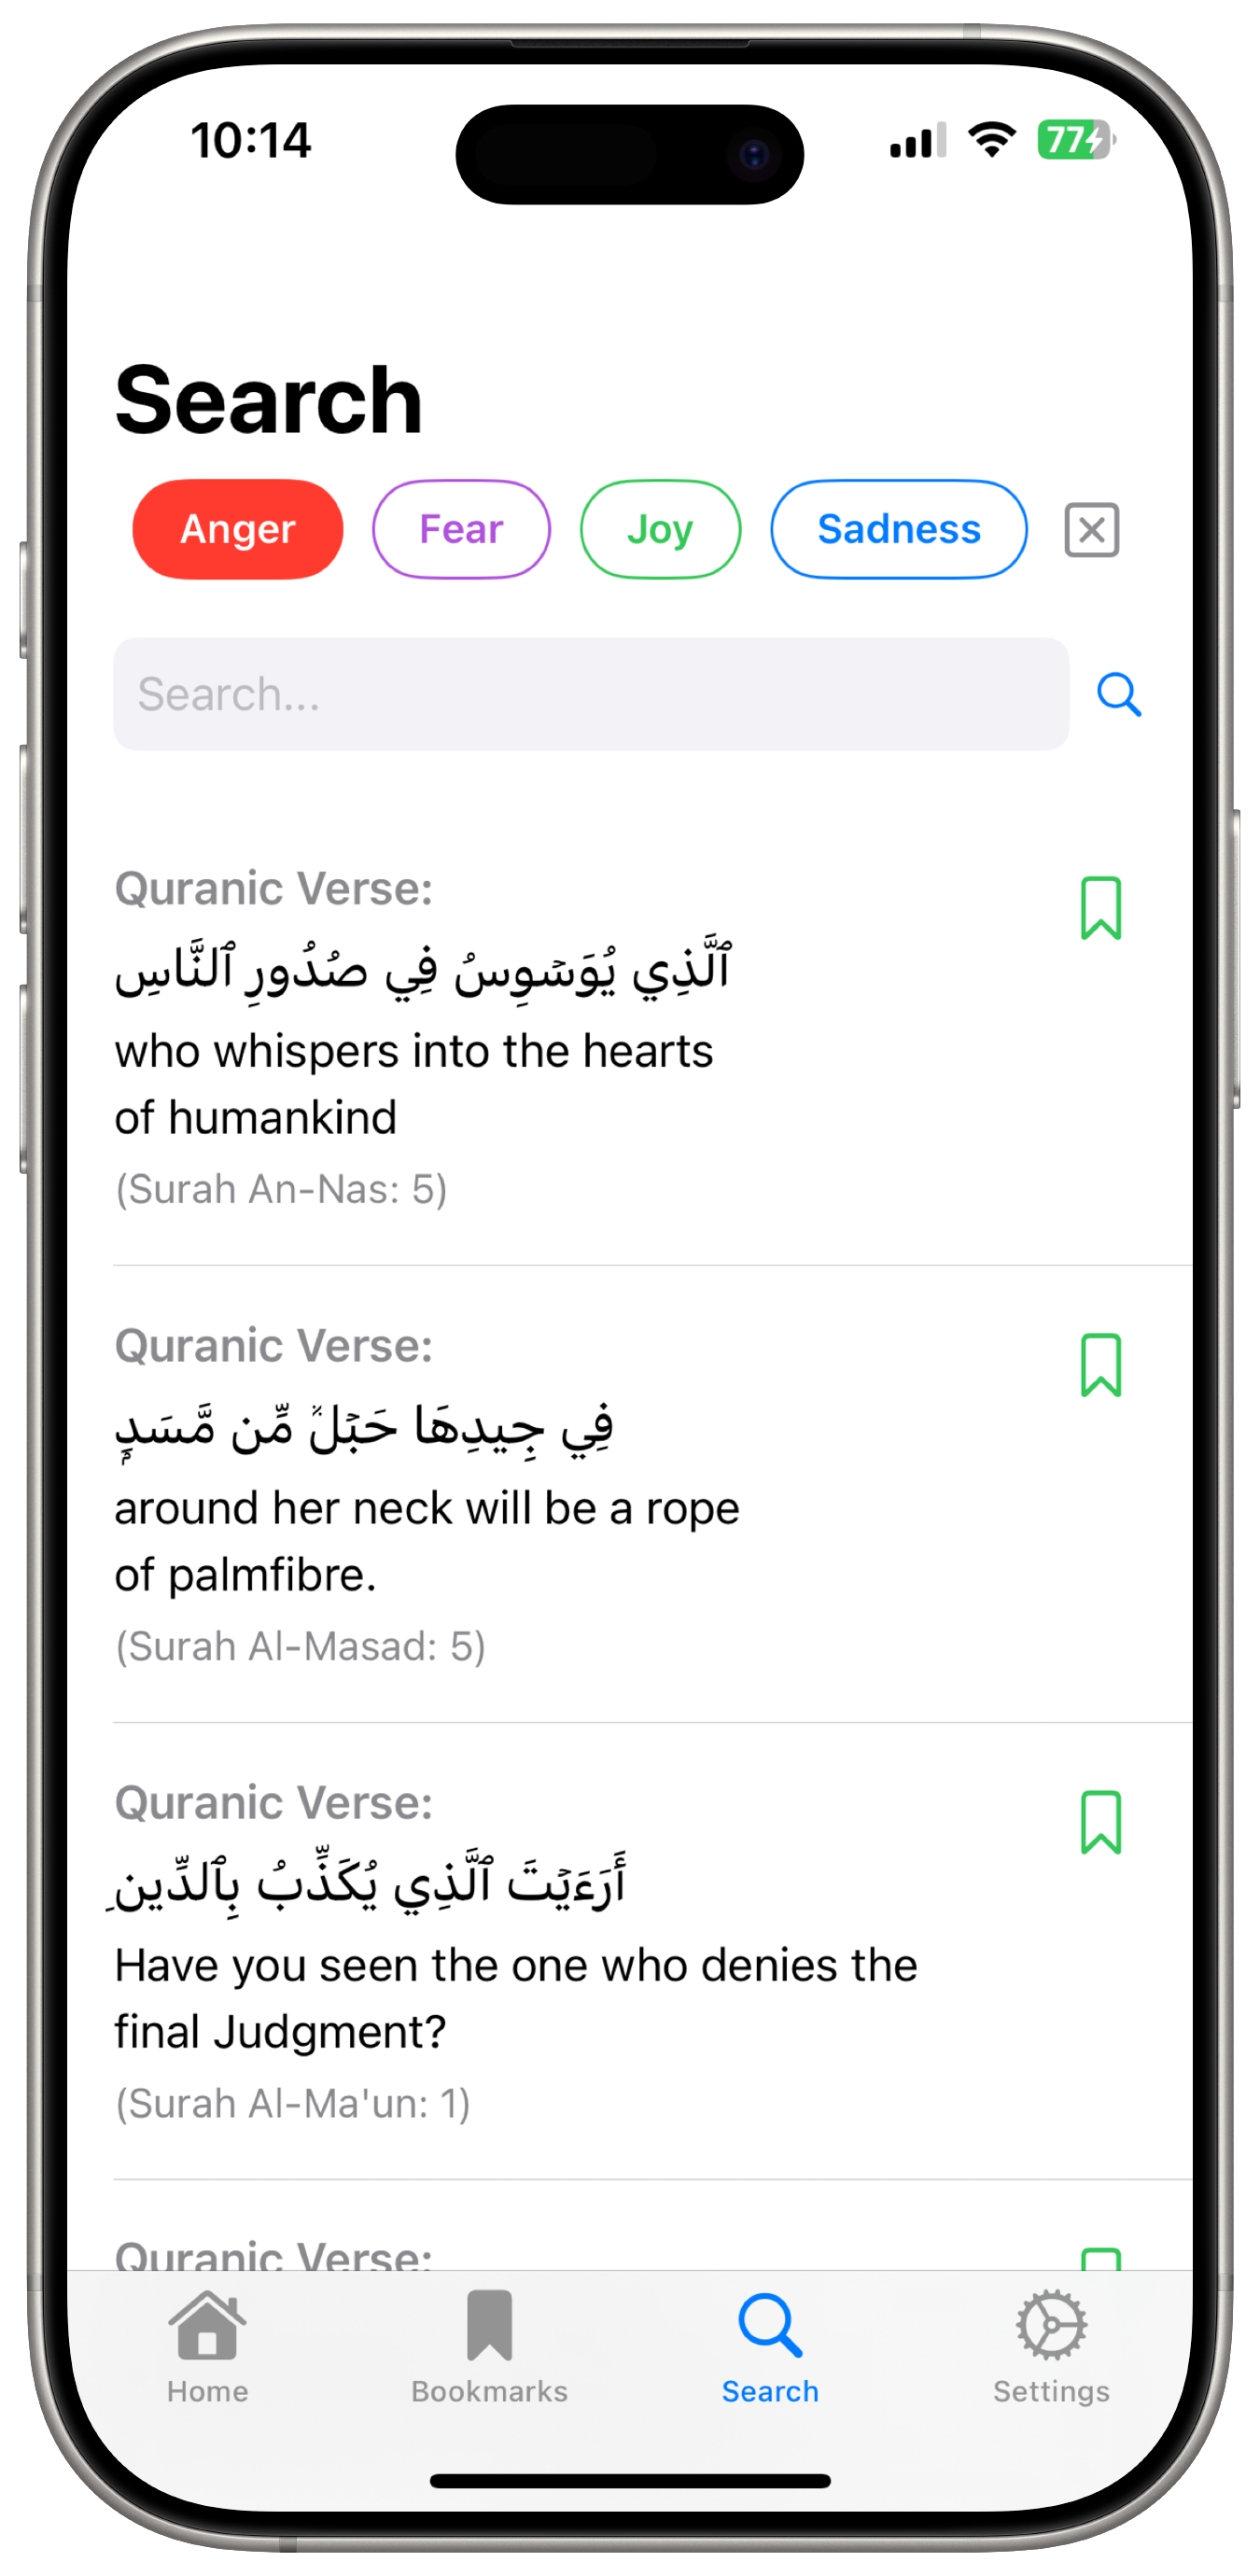 10:14
77
Search
Anger Fear Joy Sadness
Search...
Quranic Verse:
ٱلَّذِي يُوَسۡوِسُ فِي صُدُورِ ٱلنَّاسِ
who whispers into the hearts
of humankind
(Surah An-Nas: 5)
Quranic Verse:
فِي جِيدِهَا حَبۡلٞ مِّن مَّسَدِۭ
around her neck will be a rope
of palmfibre.
(Surah Al-Masad: 5)
Quranic Verse:
أَرَءَيۡتَ ٱلَّذِي يُكَذِّبُ بِٱلدِّينِ
Have you seen the one who denies the
final Judgment?
(Surah Al-Ma'un: 1)
Quranic Verse:
Home Bookmarks Search Settings